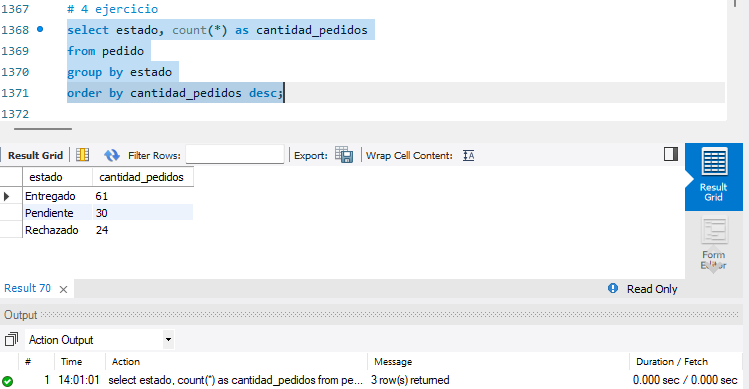 1367 # 4 ejercicio
1368 select estado, count(*) as cantidad_pedidos
1369 from pedido
1370 group by estado
1371 order by cantidad_pedidos desc;
1372
Result Grid Filter Rows: Export: Wrap Cell Content:
estado cantidad_pedidos
Entregado 61
Pendiente 30
Rechazado 24
Result Grid
Form Editor
Result 70 × Read Only
Output
Action Output
# Time Action Message Duration / Fetch
1 14:01:01 select estado, count(*) as cantidad_pedidos from pe... 3 row(s) returned 0.000 sec / 0.000 sec